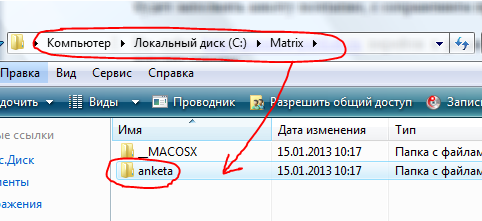 Компьютер Локальный диск (C:) Matrix
Правка Вид Сервис Справка
дочить Виды Проводник Разрешить общий доступ Записи
ые ссылки
Имя Дата изменения Тип
с.Диск
__MACOSX 15.01.2013 10:17 Папка с файлам
anketa 15.01.2013 10:17 Папка с файлам
менты
ражения